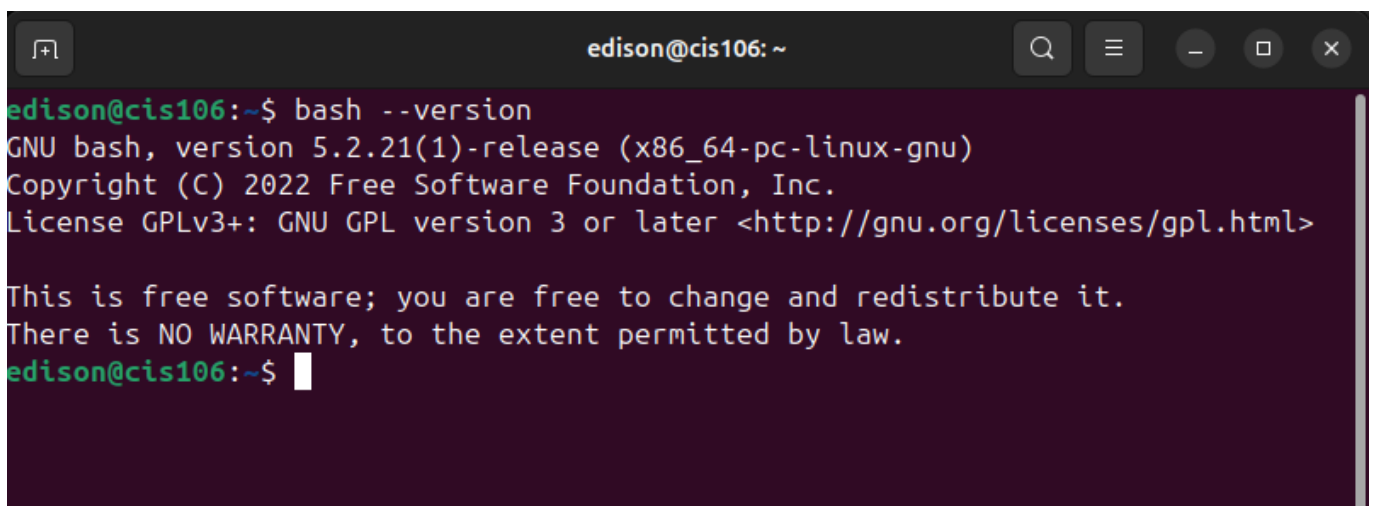 edison@cis106: ~
edison@cis106:~$ bash --version
GNU bash, version 5.2.21(1)-release (x86_64-pc-linux-gnu)
Copyright (C) 2022 Free Software Foundation, Inc.
License GPLv3+: GNU GPL version 3 or later <http://gnu.org/licenses/gpl.html>
This is free software; you are free to change and redistribute it.
There is NO WARRANTY, to the extent permitted by law.
edison@cis106:~$